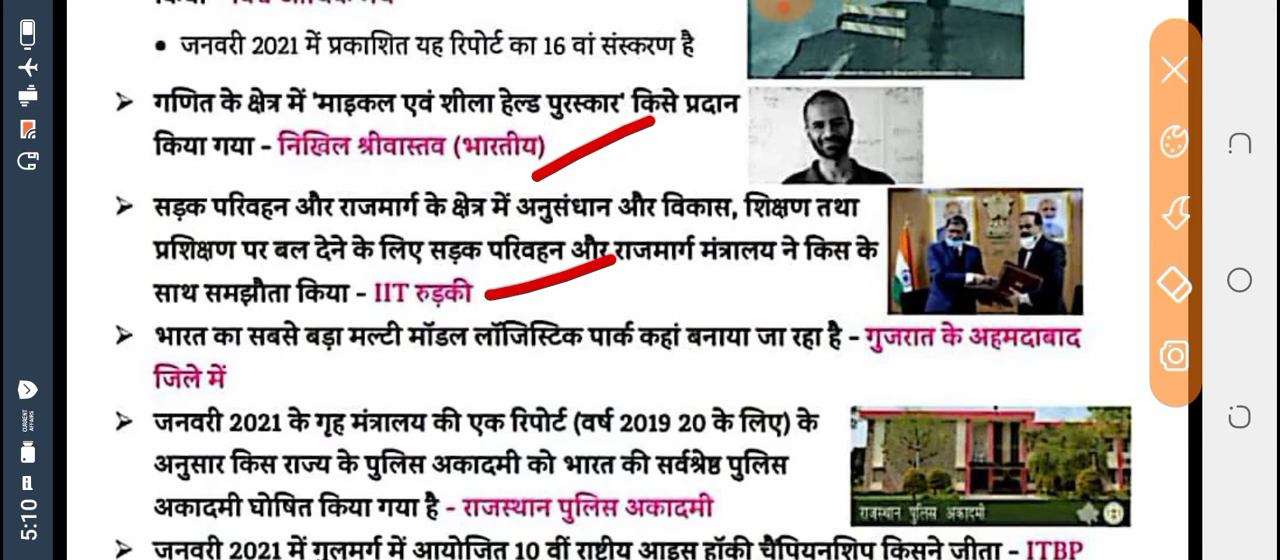 जनवरी 2021 में प्रकाशित यह रिपोर्ट का 16 वां संस्करण है
गणित के क्षेत्र में 'माइकल एवं शीला हेल्ड पुरस्कार' किसे प्रदान
किया गया - निखिल श्रीवास्तव (भारतीय)
सड़क परिवहन और राजमार्ग के क्षेत्र में अनुसंधान और विकास, शिक्षण तथा
प्रशिक्षण पर बल देने के लिए सड़क परिवहन और राजमार्ग मंत्रालय ने किस के
साथ समझौता किया - IIT रुड़की
भारत का सबसे बड़ा मल्टी मॉडल लॉजिस्टिक पार्क कहां बनाया जा रहा है - गुजरात के अहमदाबाद
जिले में
जनवरी 2021 के गृह मंत्रालय की एक रिपोर्ट (वर्ष 2019 20 के लिए) के
अनुसार किस राज्य के पुलिस अकादमी को भारत की सर्वश्रेष्ठ पुलिस
अकादमी घोषित किया गया है - राजस्थान पुलिस अकादमी
राजस्थान पुलिस अकादमी
जनवरी 2021 में गुलमर्ग में आयोजित 10 वीं राष्ट्रीय आइस हॉकी चैंपियनशिप किसने जीता - ITBP
5:10
CURRENT AFFAIRS